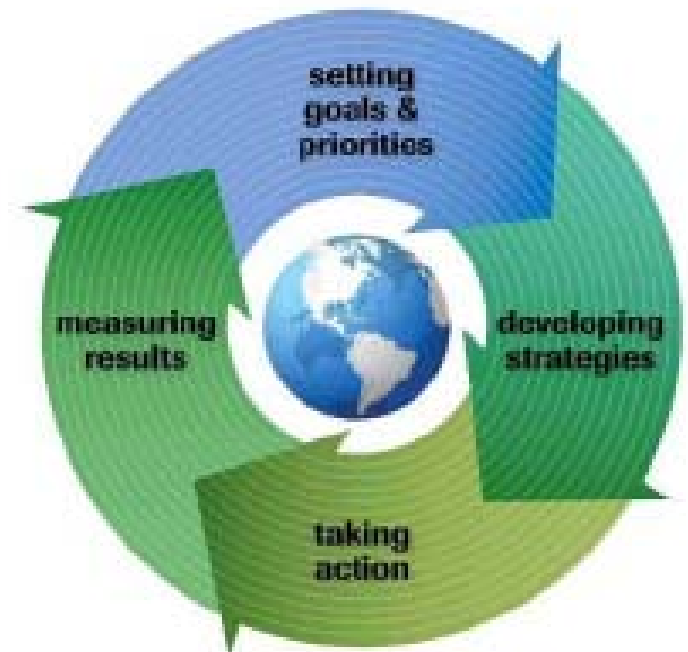 setting
goals &
priorities
developing
strategies
taking
action
measuring
results